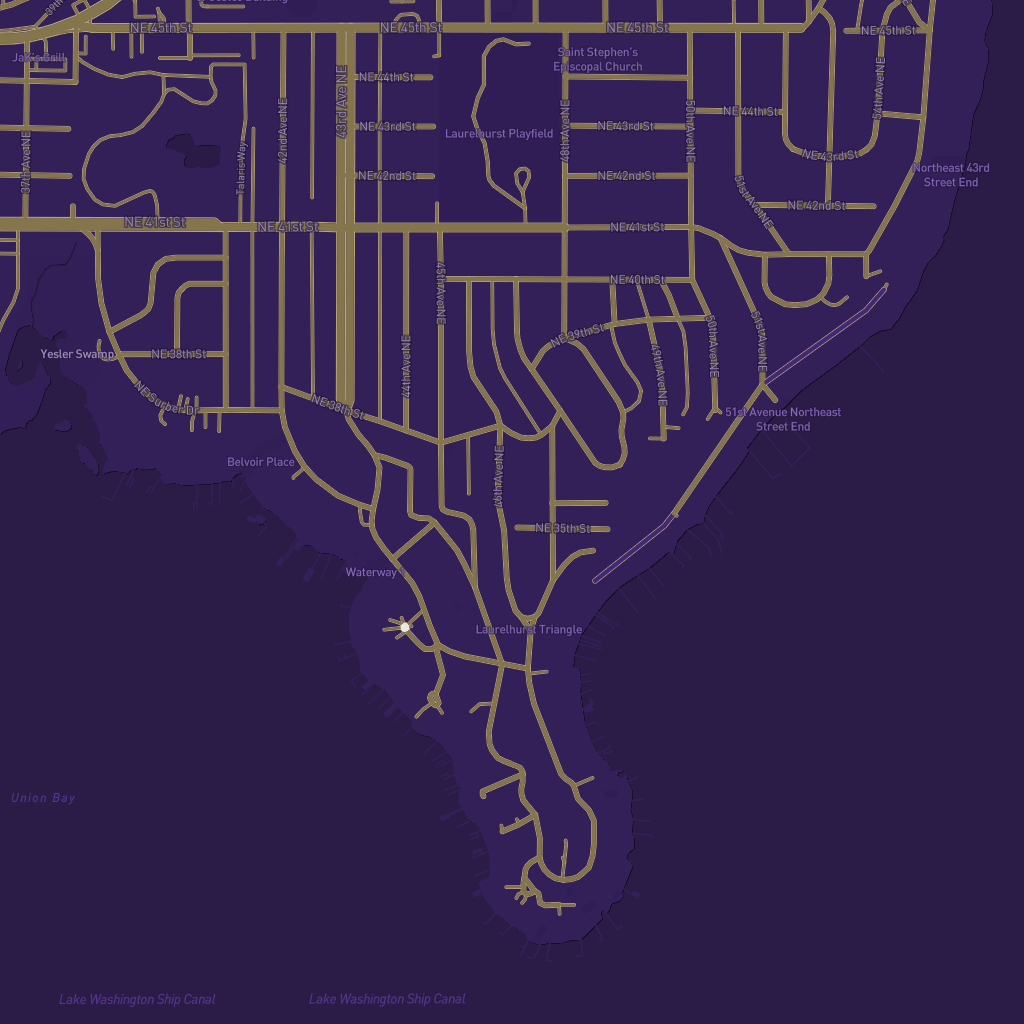 39th
NE 45th St
NE 45th St
NE 45th St
NE 45th St
Jak's Grill
Saint Stephen's
Episcopal Church
NE 44th St
43rd Ave NE
54th Ave NE
NE 44th St
42nd Ave NE
48th Ave NE
50th Ave NE
NE 43rd St
Laurelhurst Playfield
NE 43rd St
37th Ave NE
Talaris Way
NE 43rd St
Northeast 43rd
Street End
NE 42nd St
NE 42nd St
51st Ave NE
NE 42nd St
NE 41st St
NE 41st St
NE 41st St
45th Ave NE
NE 40th St
NE 39th St
50th Ave NE
51st Ave NE
Yesler Swamp
NE 38th St
44th Ave NE
49th Ave NE
NE Surber Dr
NE 38th St
51st Avenue Northeast
Street End
Belvoir Place
46th Ave NE
NE 35th St
Waterway
Laurelhurst Triangle
Union Bay
Lake Washington Ship Canal
Lake Washington Ship Canal